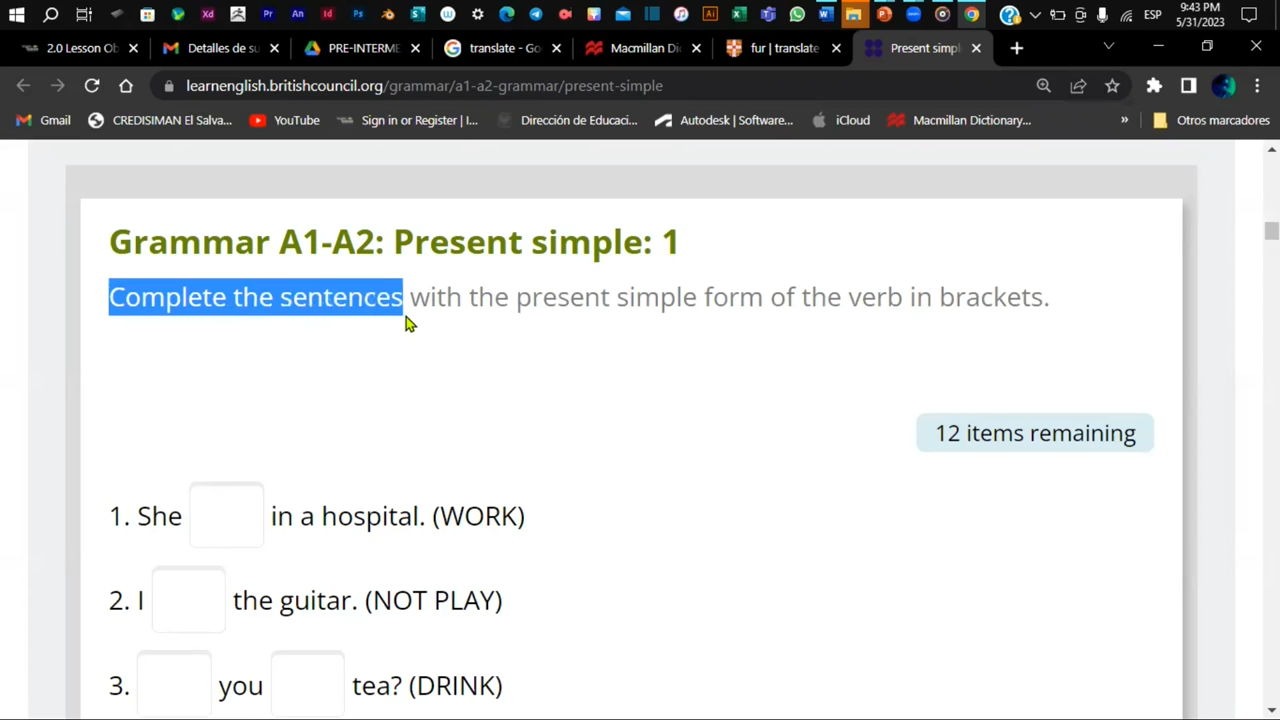 9:43 PM
ESP
5/31/2023
2.0 Lesson Ob
Detalles de su
PRE-INTERME
translate - Go
Macmillan Dic
fur | translate
Present simpl
learnenglish.britishcouncil.org/grammar/a1-a2-grammar/present-simple
Gmail
CREDISIMAN El Salva...
YouTube
Sign in or Register | I...
Dirección de Educaci...
Autodesk | Software...
iCloud
Macmillan Dictionary...
»
Otros marcadores
Grammar A1-A2: Present simple: 1
Complete the sentences with the present simple form of the verb in brackets.
12 items remaining
1. She in a hospital. (WORK)
2. I the guitar. (NOT PLAY)
3. you tea? (DRINK)